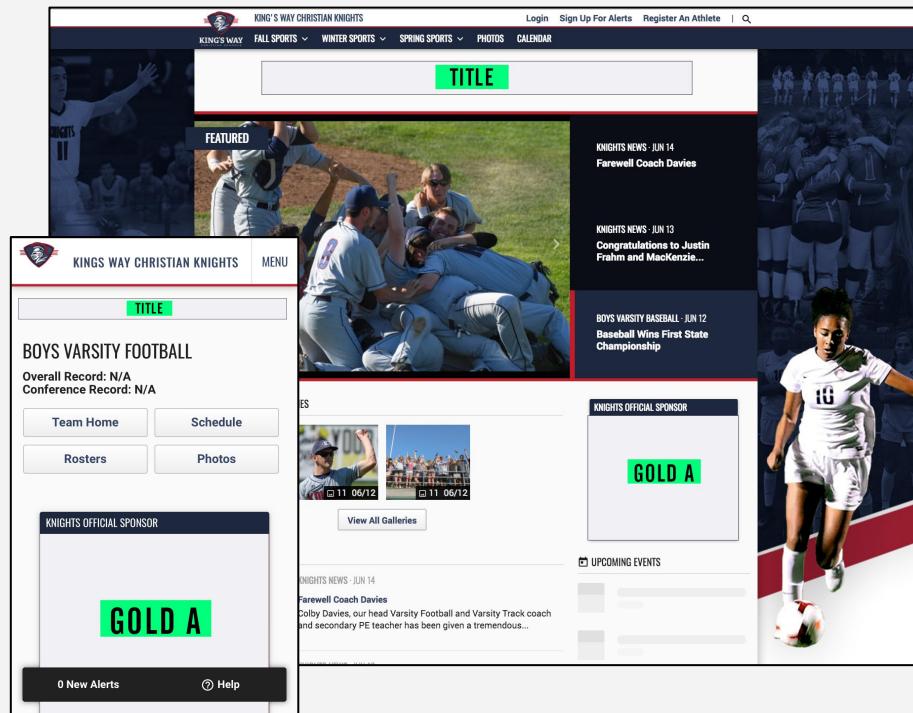 KING'S WAY CHRISTIAN KNIGHTS
Login Sign Up For Alerts Register An Athlete |
KING'S WAY
FALL SPORTS WINTER SPORTS SPRING SPORTS PHOTOS CALENDAR
TITLE
FEATURED
KNIGHTS NEWS · JUN 14
Farewell Coach Davies
KNIGHTS NEWS · JUN 13
Congratulations to Justin
Frahm and MacKenzie...
BOYS VARSITY BASEBALL · JUN 12
Baseball Wins First State
Championship
ES
11 06/12
11 06/12
View All Galleries
KNIGHTS NEWS · JUN 14
Farewell Coach Davies
Colby Davies, our head Varsity Football and Varsity Track coach
and secondary PE teacher has been given a tremendous...
KNIGHTS OFFICIAL SPONSOR
GOLD A
UPCOMING EVENTS
10
11
8
KINGS WAY CHRISTIAN KNIGHTS MENU
TITLE
BOYS VARSITY FOOTBALL
Overall Record: N/A
Conference Record: N/A
Team Home Schedule
Rosters Photos
KNIGHTS OFFICIAL SPONSOR
GOLD A
0 New Alerts Help